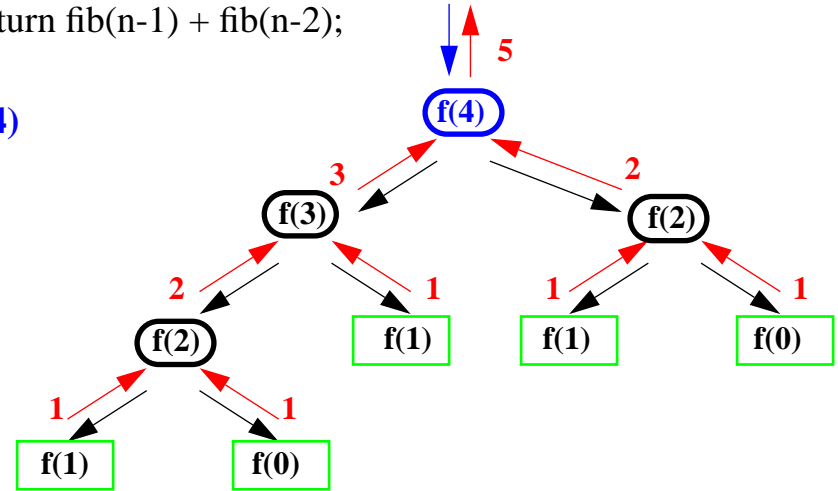 turn fib(n-1) + fib(n-2);
5
4)
f(4)
3
2
f(3)
f(2)
2
1
1
1
f(2)
f(1)
f(1)
f(0)
1
1
f(1)
f(0)